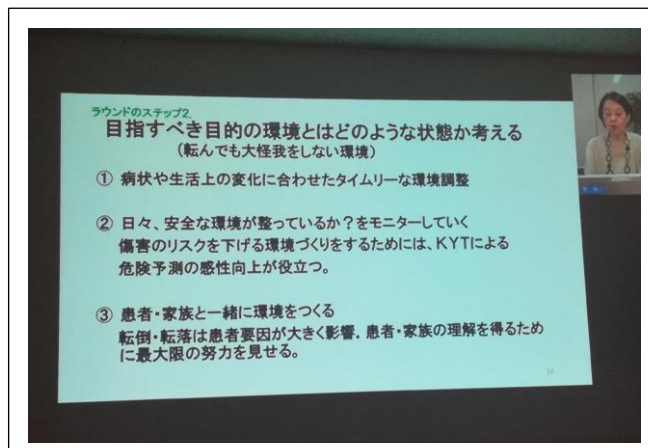 ラウンドのステップ2.
目指すべき目的の環境とはどのような状態か考える
(転んでも大怪我をしない環境)
① 病状や生活上の変化に合わせたタイムリーな環境調整
② 日々、安全な環境が整っているか?をモニターしていく
傷害のリスクを下げる環境づくりをするためには、KYTによる
危険予測の感性向上が役立つ。
③ 患者・家族と一緒に環境をつくる
転倒・転落は患者要因が大きく影響，患者・家族の理解を得るため
に最大限の努力を見せる。
12